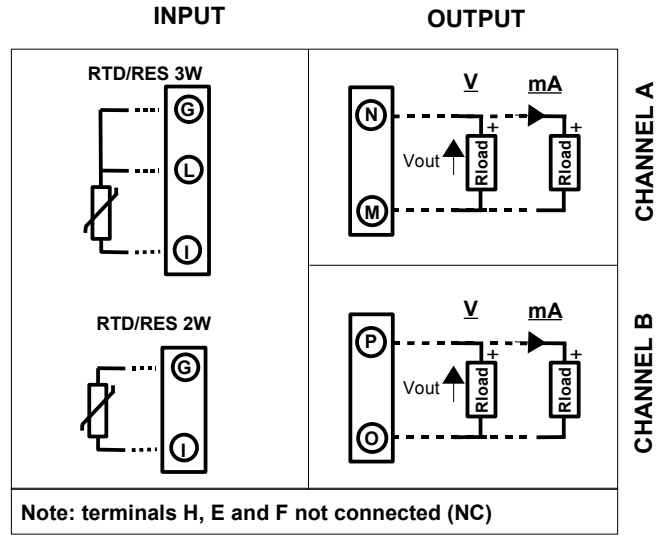 INPUT
OUTPUT
RTD/RES 3W
G
L
I
V
mA
N
+
+
Vout
Rload
Rload
M
CHANNEL A
RTD/RES 2W
G
I
V
mA
P
+
+
Vout
Rload
Rload
O
CHANNEL B
Note: terminals H, E and F not connected (NC)